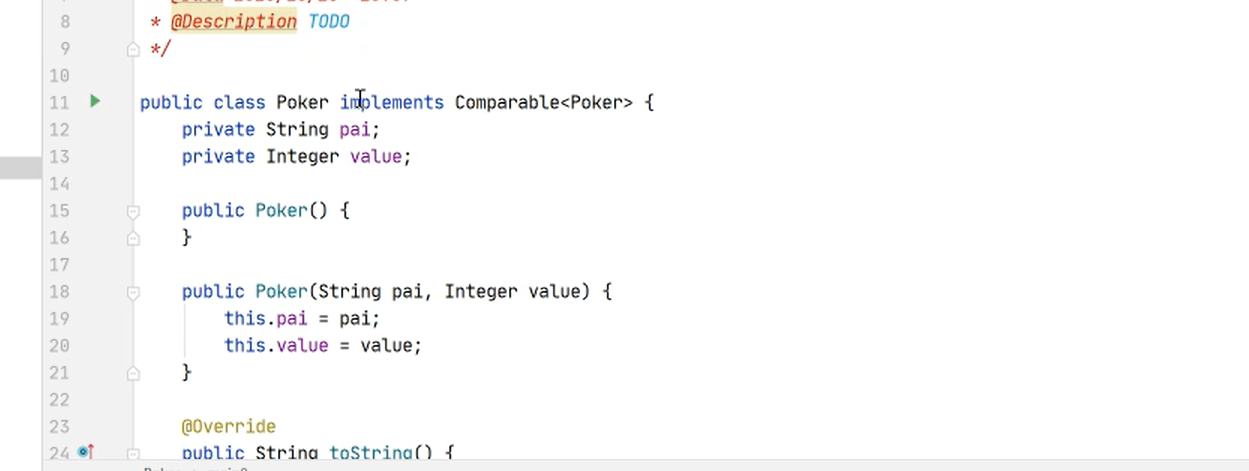 8 * @Description TODO
9 */
10
11 public class Poker implements Comparable<Poker> {
12 private String pai;
13 private Integer value;
14
15 public Poker() {
16 }
17
18 public Poker(String pai, Integer value) {
19 this.pai = pai;
20 this.value = value;
21 }
22
23 @Override
24 public String toString() {